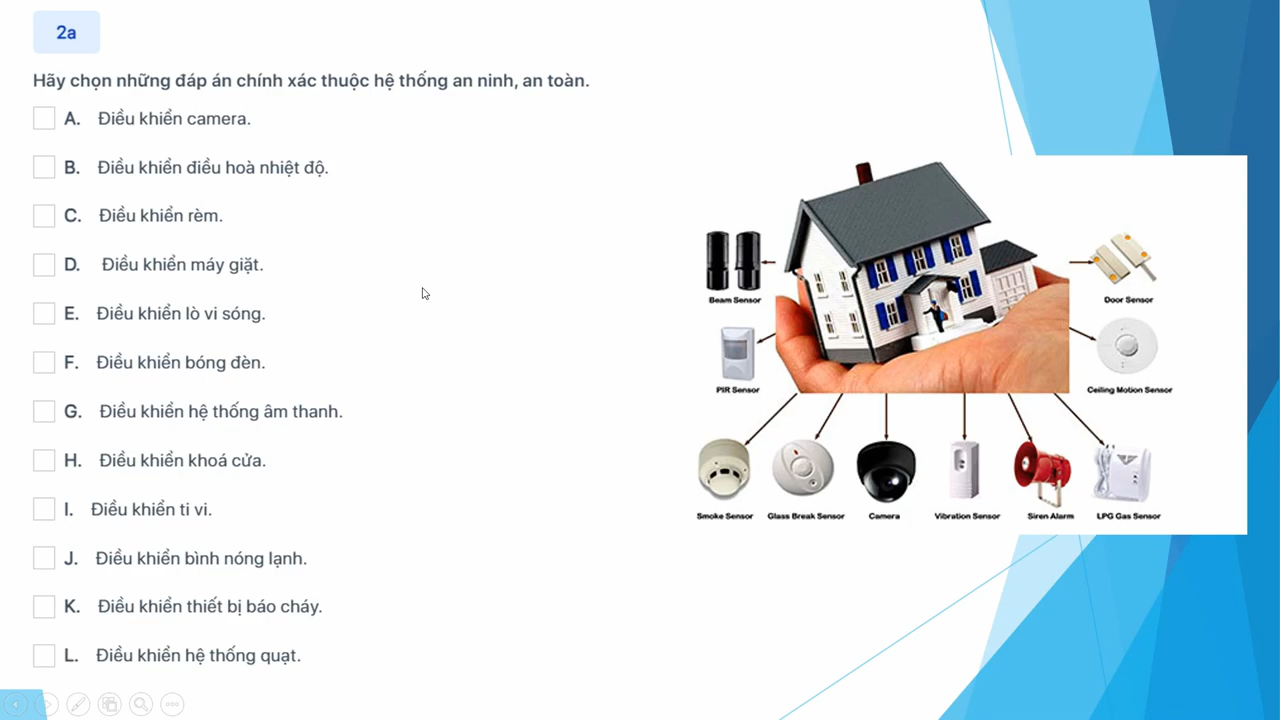 2a
Hãy chọn những đáp án chính xác thuộc hệ thống an ninh, an toàn.
A. Điều khiển camera.
B. Điều khiển điều hoà nhiệt độ.
C. Điều khiển rèm.
D. Điều khiển máy giặt.
E. Điều khiển lò vi sóng.
F. Điều khiển bóng đèn.
G. Điều khiển hệ thống âm thanh.
H. Điều khiển khoá cửa.
I. Điều khiển ti vi.
J. Điều khiển bình nóng lạnh.
K. Điều khiển thiết bị báo cháy.
L. Điều khiển hệ thống quạt.
Beam Sensor
Door Sensor
PIR Sensor
Ceiling Motion Sensor
Smoke Sensor
Glass Break Sensor
Camera
Vibration Sensor
Siren Alarm
LPG Gas Sensor